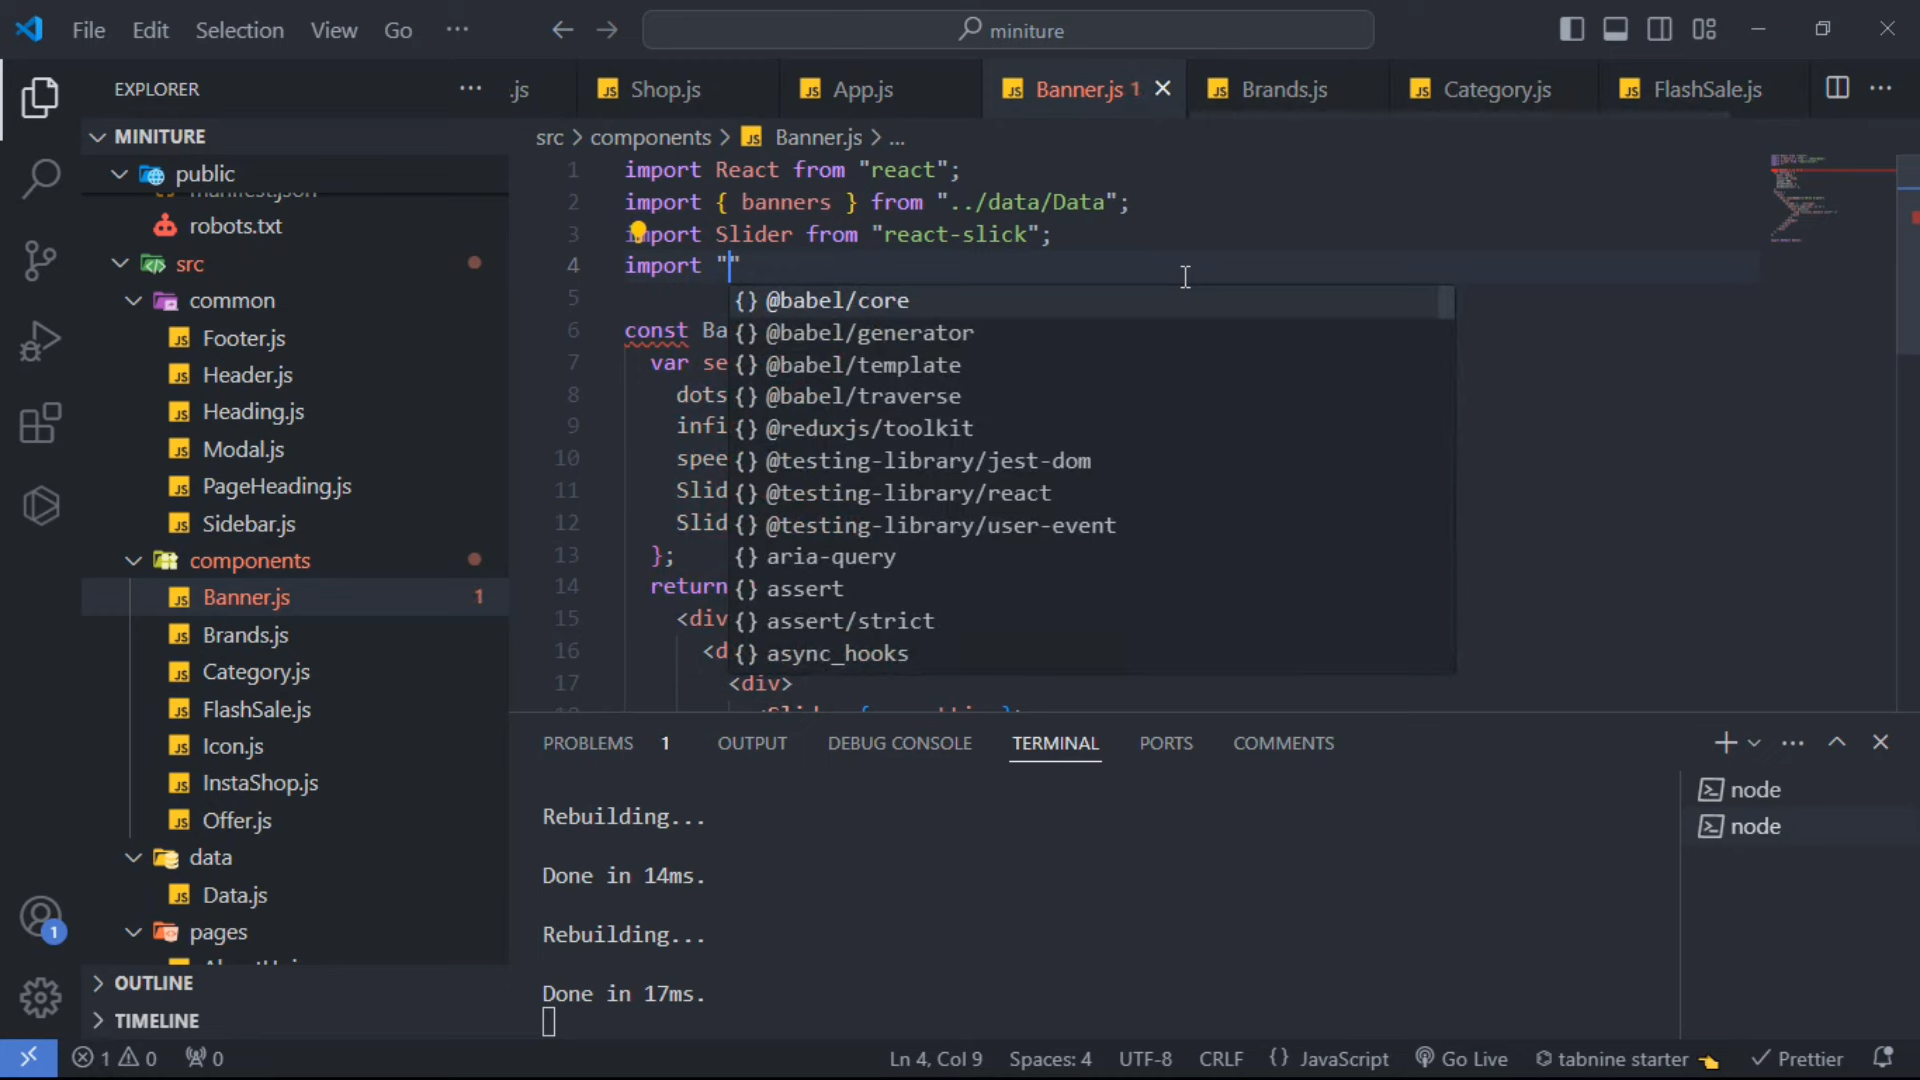 File Edit Selection View Go ... miniture
EXPLORER ...
.js Shop.js App.js Banner.js 1 Brands.js Category.js FlashSale.js ...
MINITURE
public
robots.txt
src
common
Footer.js
Header.js
Heading.js
Modal.js
PageHeading.js
Sidebar.js
components
Banner.js 1
Brands.js
Category.js
FlashSale.js
Icon.js
InstaShop.js
Offer.js
data
Data.js
pages
OUTLINE
TIMELINE
src > components > Banner.js > ...
1 import React from "react";
2 import { banners } from "../data/Data";
3 import Slider from "react-slick";
4 import ""
5
6 const Ba
7 var se
8 dots
9 infi
10 spee
11 Slid
12 Slid
13 };
14 return
15 <div
16 <d
17 <div>
{} @babel/core
{} @babel/generator
{} @babel/template
{} @babel/traverse
{} @reduxjs/toolkit
{} @testing-library/jest-dom
{} @testing-library/react
{} @testing-library/user-event
{} aria-query
{} assert
{} assert/strict
{} async_hooks
PROBLEMS 1 OUTPUT DEBUG CONSOLE TERMINAL PORTS COMMENTS
Rebuilding...
Done in 14ms.
Rebuilding...
Done in 17ms.
node
node
1
1 0 0 Ln 4, Col 9 Spaces: 4 UTF-8 CRLF {} JavaScript Go Live tabnine starter Prettier